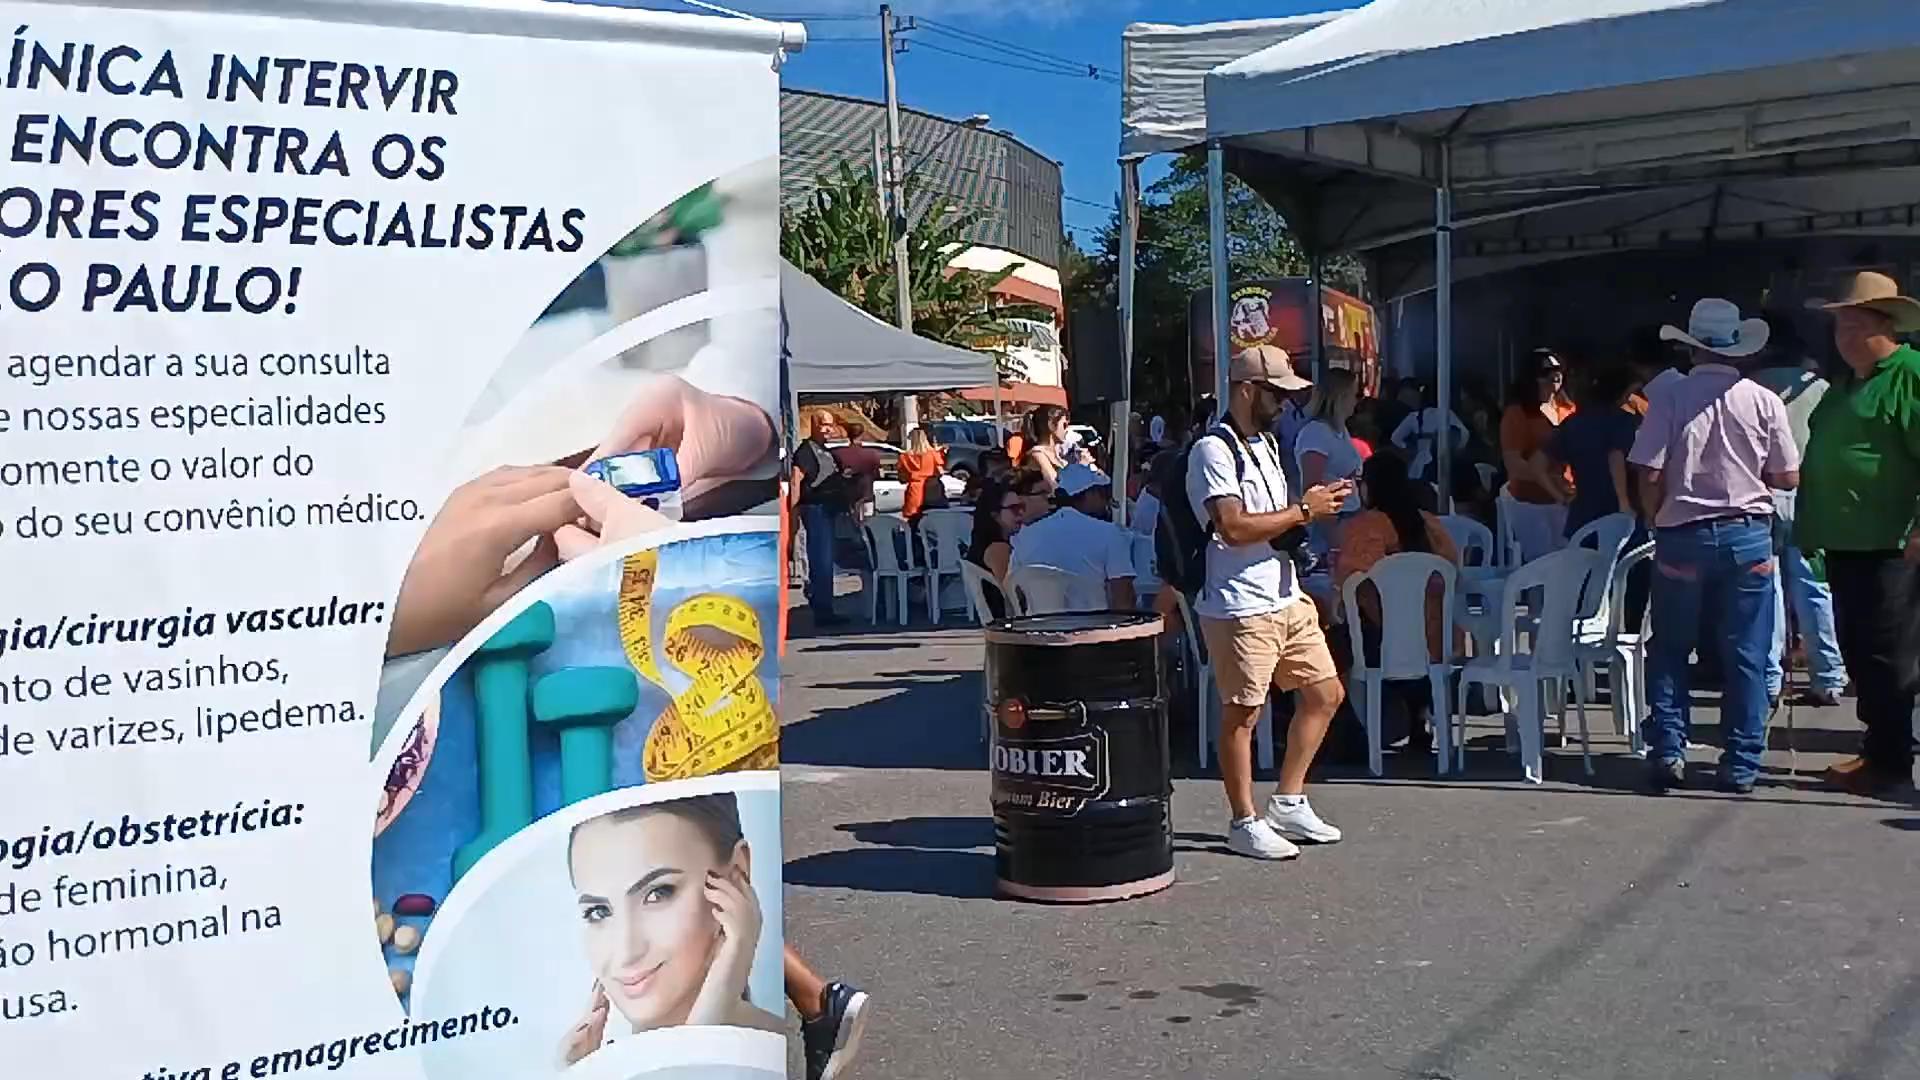 ÍNICA INTERVIR
ENCONTRA OS
ORES ESPECIALISTAS
O PAULO!
agendar a sua consulta
e nossas especialidades
omente o valor do
do seu convênio médico.
gia/cirurgia vascular:
nto de vasinhos,
de varizes, lipedema.
ogia/obstetrícia:
de feminina,
ão hormonal na
usa.
tiva e emagrecimento.
OBIER
Bier